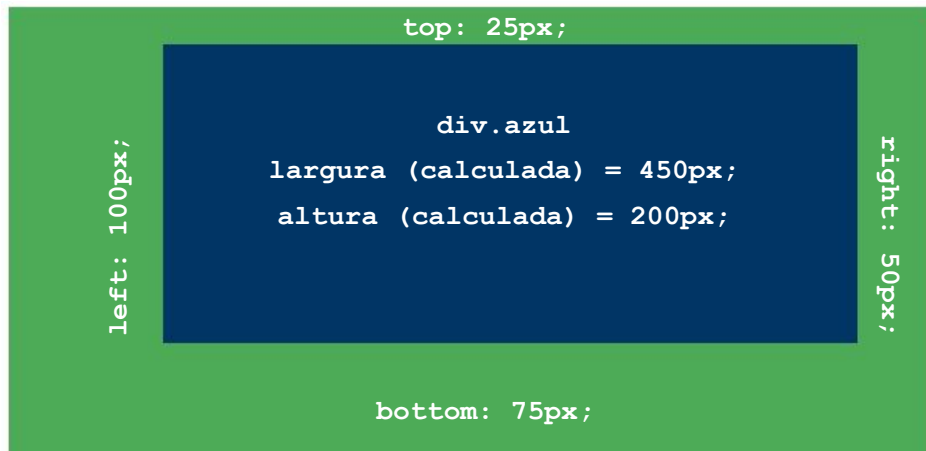 top: 25px;
div.azul
largura (calculada) = 450px;
altura (calculada) = 200px;
left: 100px;
right: 50px;
bottom: 75px;